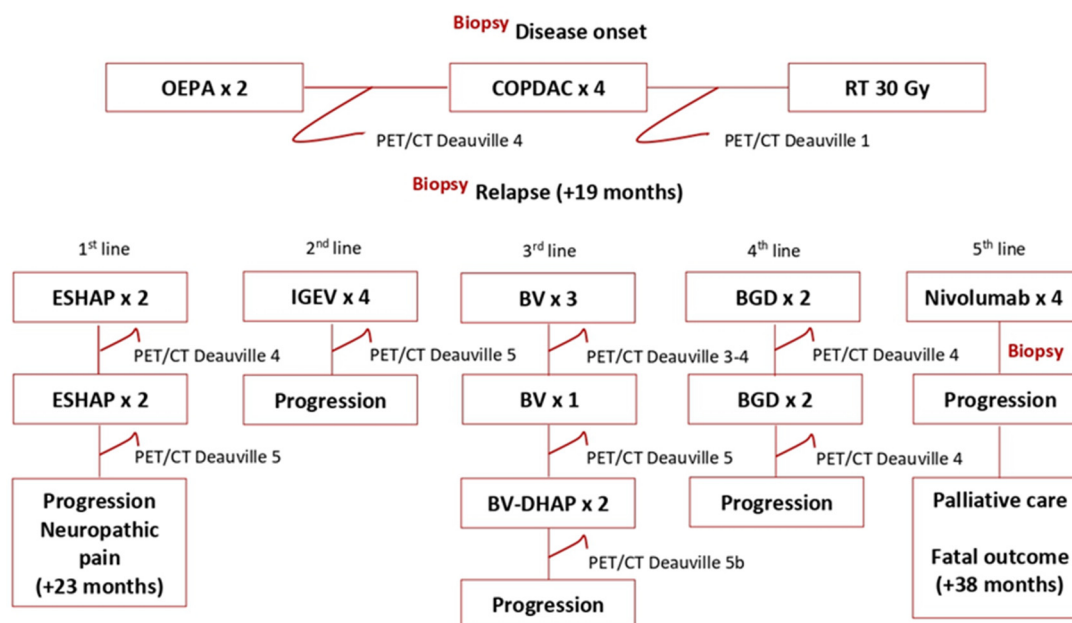 Biopsy Disease onset
OEPA x 2
COPDAC x 4
RT 30 Gy
PET/CT Deauville 4
PET/CT Deauville 1
Biopsy Relapse (+19 months)
1st line
2nd line
3rd line
4th line
5th line
ESHAP x 2
IGEV x 4
BV x 3
BGD x 2
Nivolumab x 4
PET/CT Deauville 4
PET/CT Deauville 5
PET/CT Deauville 3-4
PET/CT Deauville 4
Biopsy
ESHAP x 2
Progression
BV x 1
BGD x 2
Progression
PET/CT Deauville 5
PET/CT Deauville 5
PET/CT Deauville 4
Progression
Neuropathic
pain
(+23 months)
BV-DHAP x 2
Progression
Palliative care
Fatal outcome
(+38 months)
PET/CT Deauville 5b
Progression